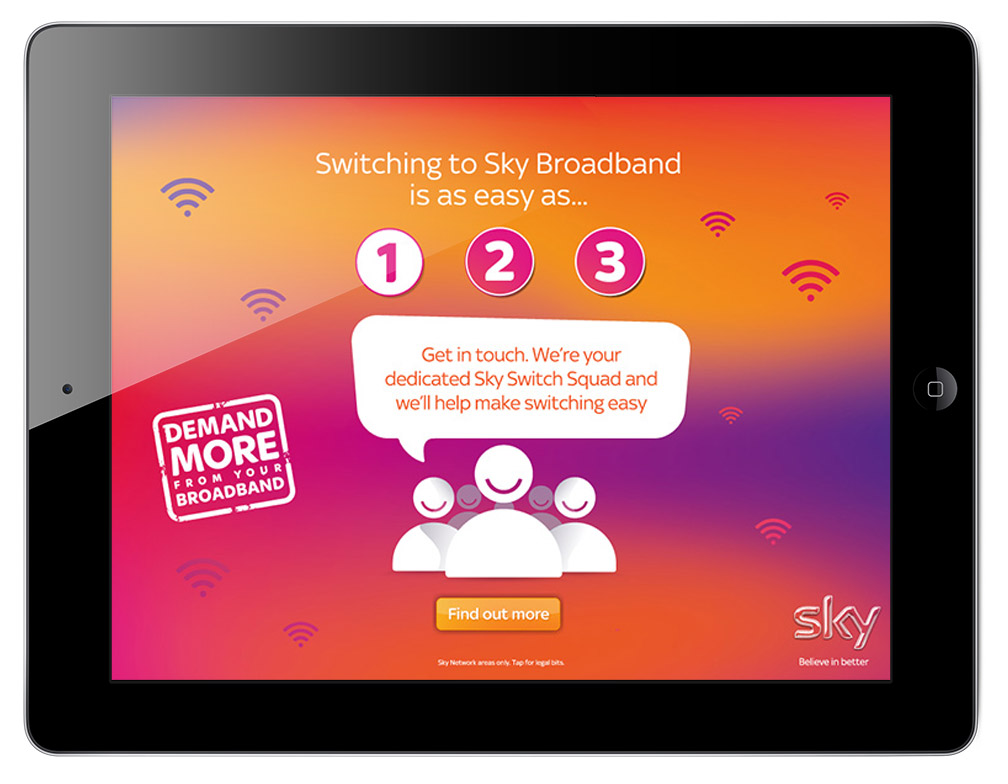 Switching to Sky Broadband
is as easy as...
1 2 3
Get in touch. We're your
dedicated Sky Switch Squad and
we'll help make switching easy
DEMAND
MORE
FROM YOUR
BROADBAND
Find out more
sky
Believe in better
Sky Network areas only. Tap for legal bits.